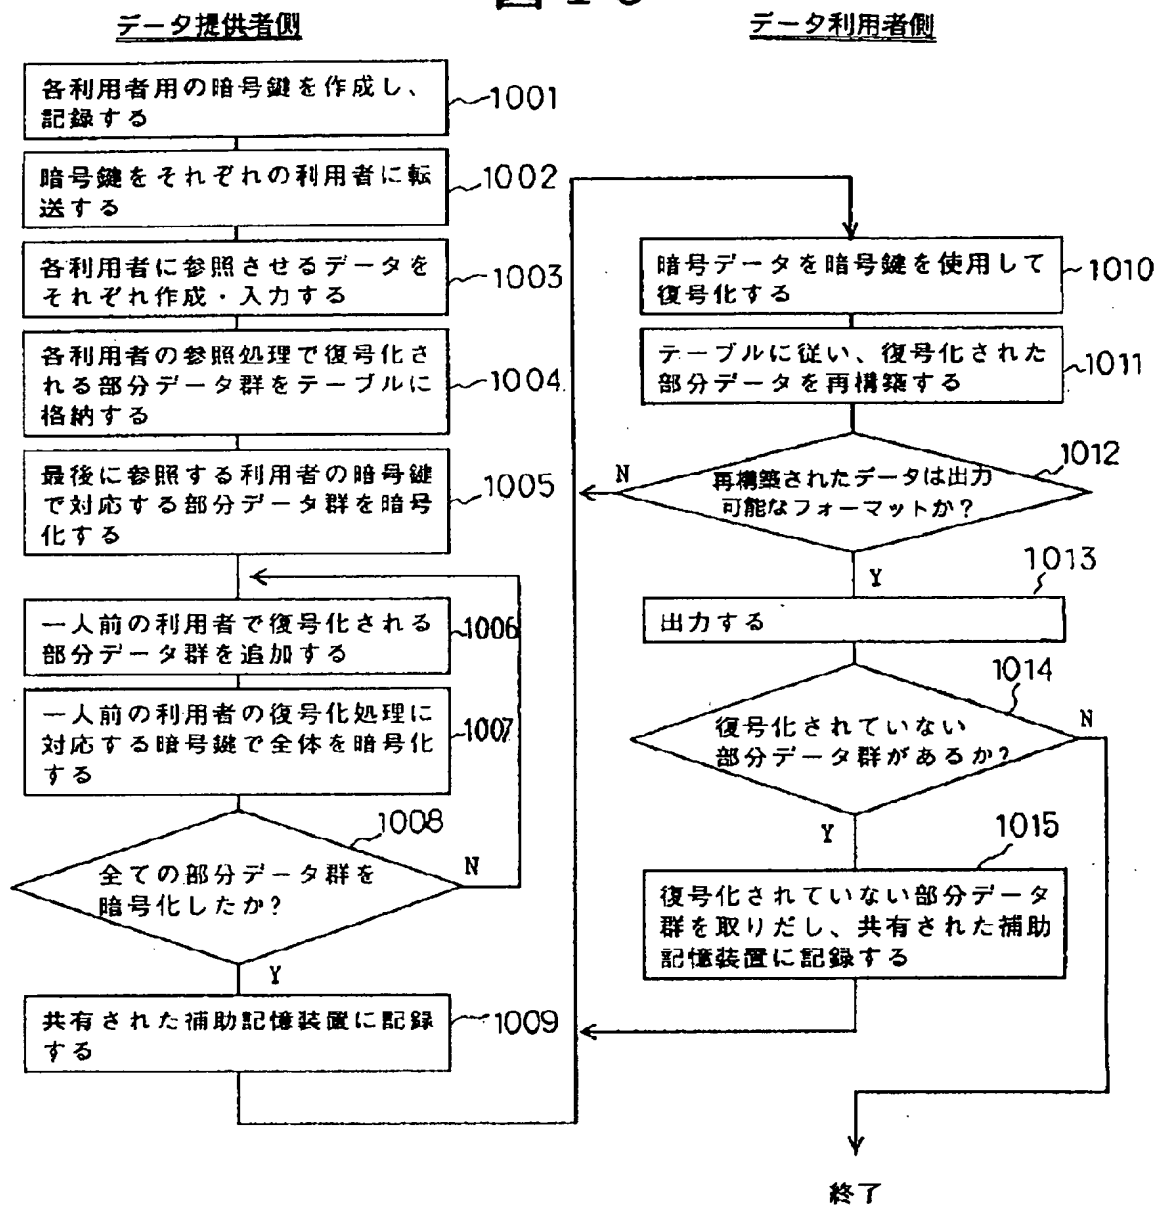 データ提供者側
各利用者用の暗号鍵を作成し、
記録する
1001
暗号鍵をそれぞれの利用者に転
送する
1002
各利用者に参照させるデータを
それぞれ作成・入力する
1003
各利用者の参照処理で復号化さ
れる部分データ群をテーブルに
格納する
1004
最後に参照する利用者の暗号鍵
で対応する部分データ群を暗号
化する
1005
一人前の利用者で復号化される
部分データ群を追加する
1006
一人前の利用者の復号化処理に
対応する暗号鍵で全体を暗号化
する
1007
全ての部分データ群を
暗号化したか?
1008
N
Y
共有された補助記憶装置に記録
する
1009
データ利用者側
暗号データを暗号鍵を使用して
復号化する
1010
テーブルに従い、復号化された
部分データを再構築する
1011
再構築されたデータは出力
可能なフォーマットか?
1012
N
Y
出力する
1013
復号化されていない
部分データ群があるか?
1014
N
Y
復号化されていない部分データ
群を取りだし、共有された補助
記憶装置に記録する
1015
終了